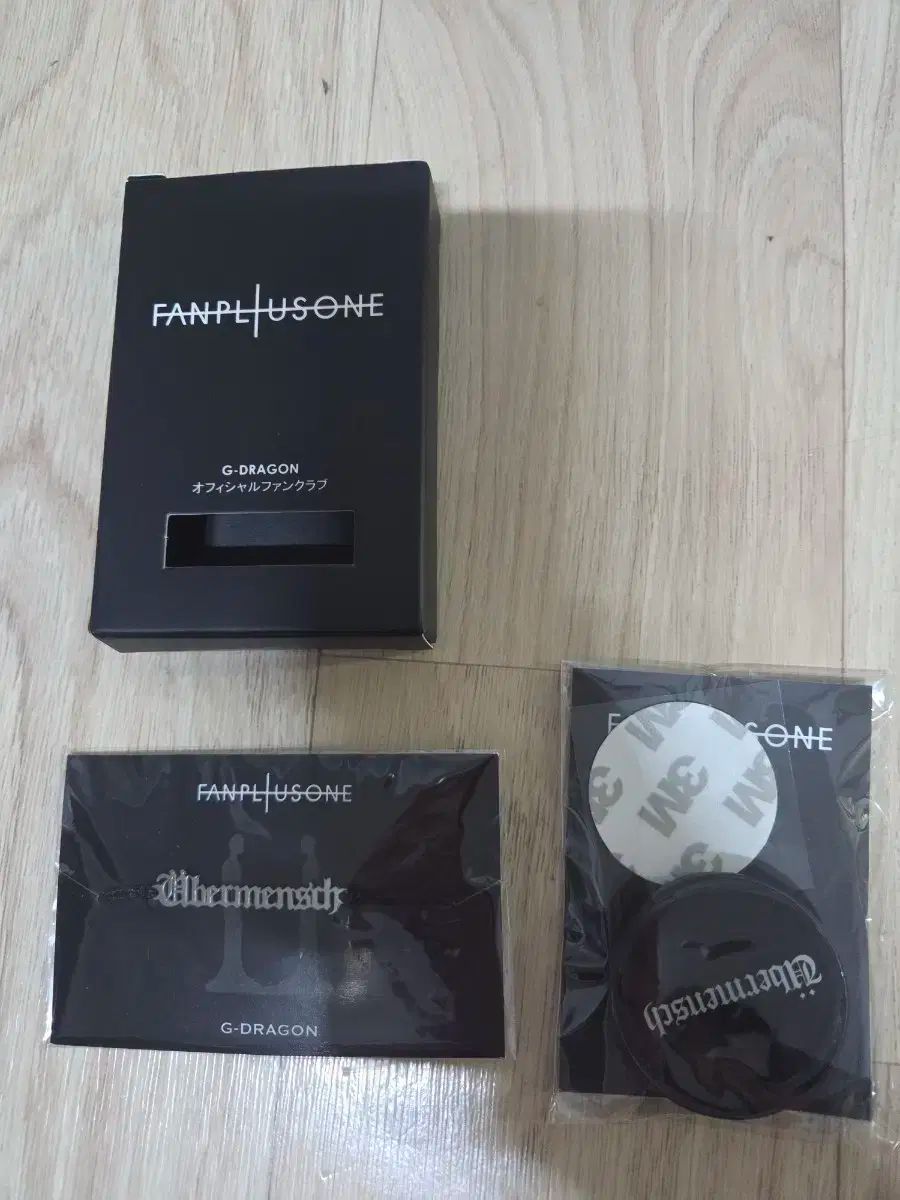 FANPLUSONE
G-DRAGON
オフィシャルファンクラブ
FANPLUSONE
Übermensch
G-DRAGON
F SONE
3M 3M 3M
Übermensch